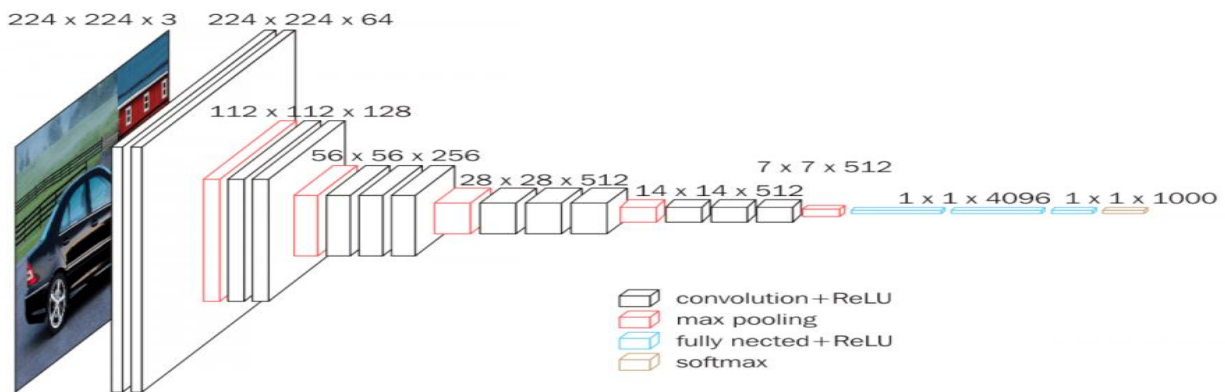 224 x 224 x 3
224 x 224 x 64
112 x 112 x 128
56 x 56 x 256
28 x 28 x 512
14 x 14 x 512
7 x 7 x 512
1 x 1 x 4096
1 x 1 x 1000
convolution+ReLU
max pooling
fully nected+ReLU
softmax